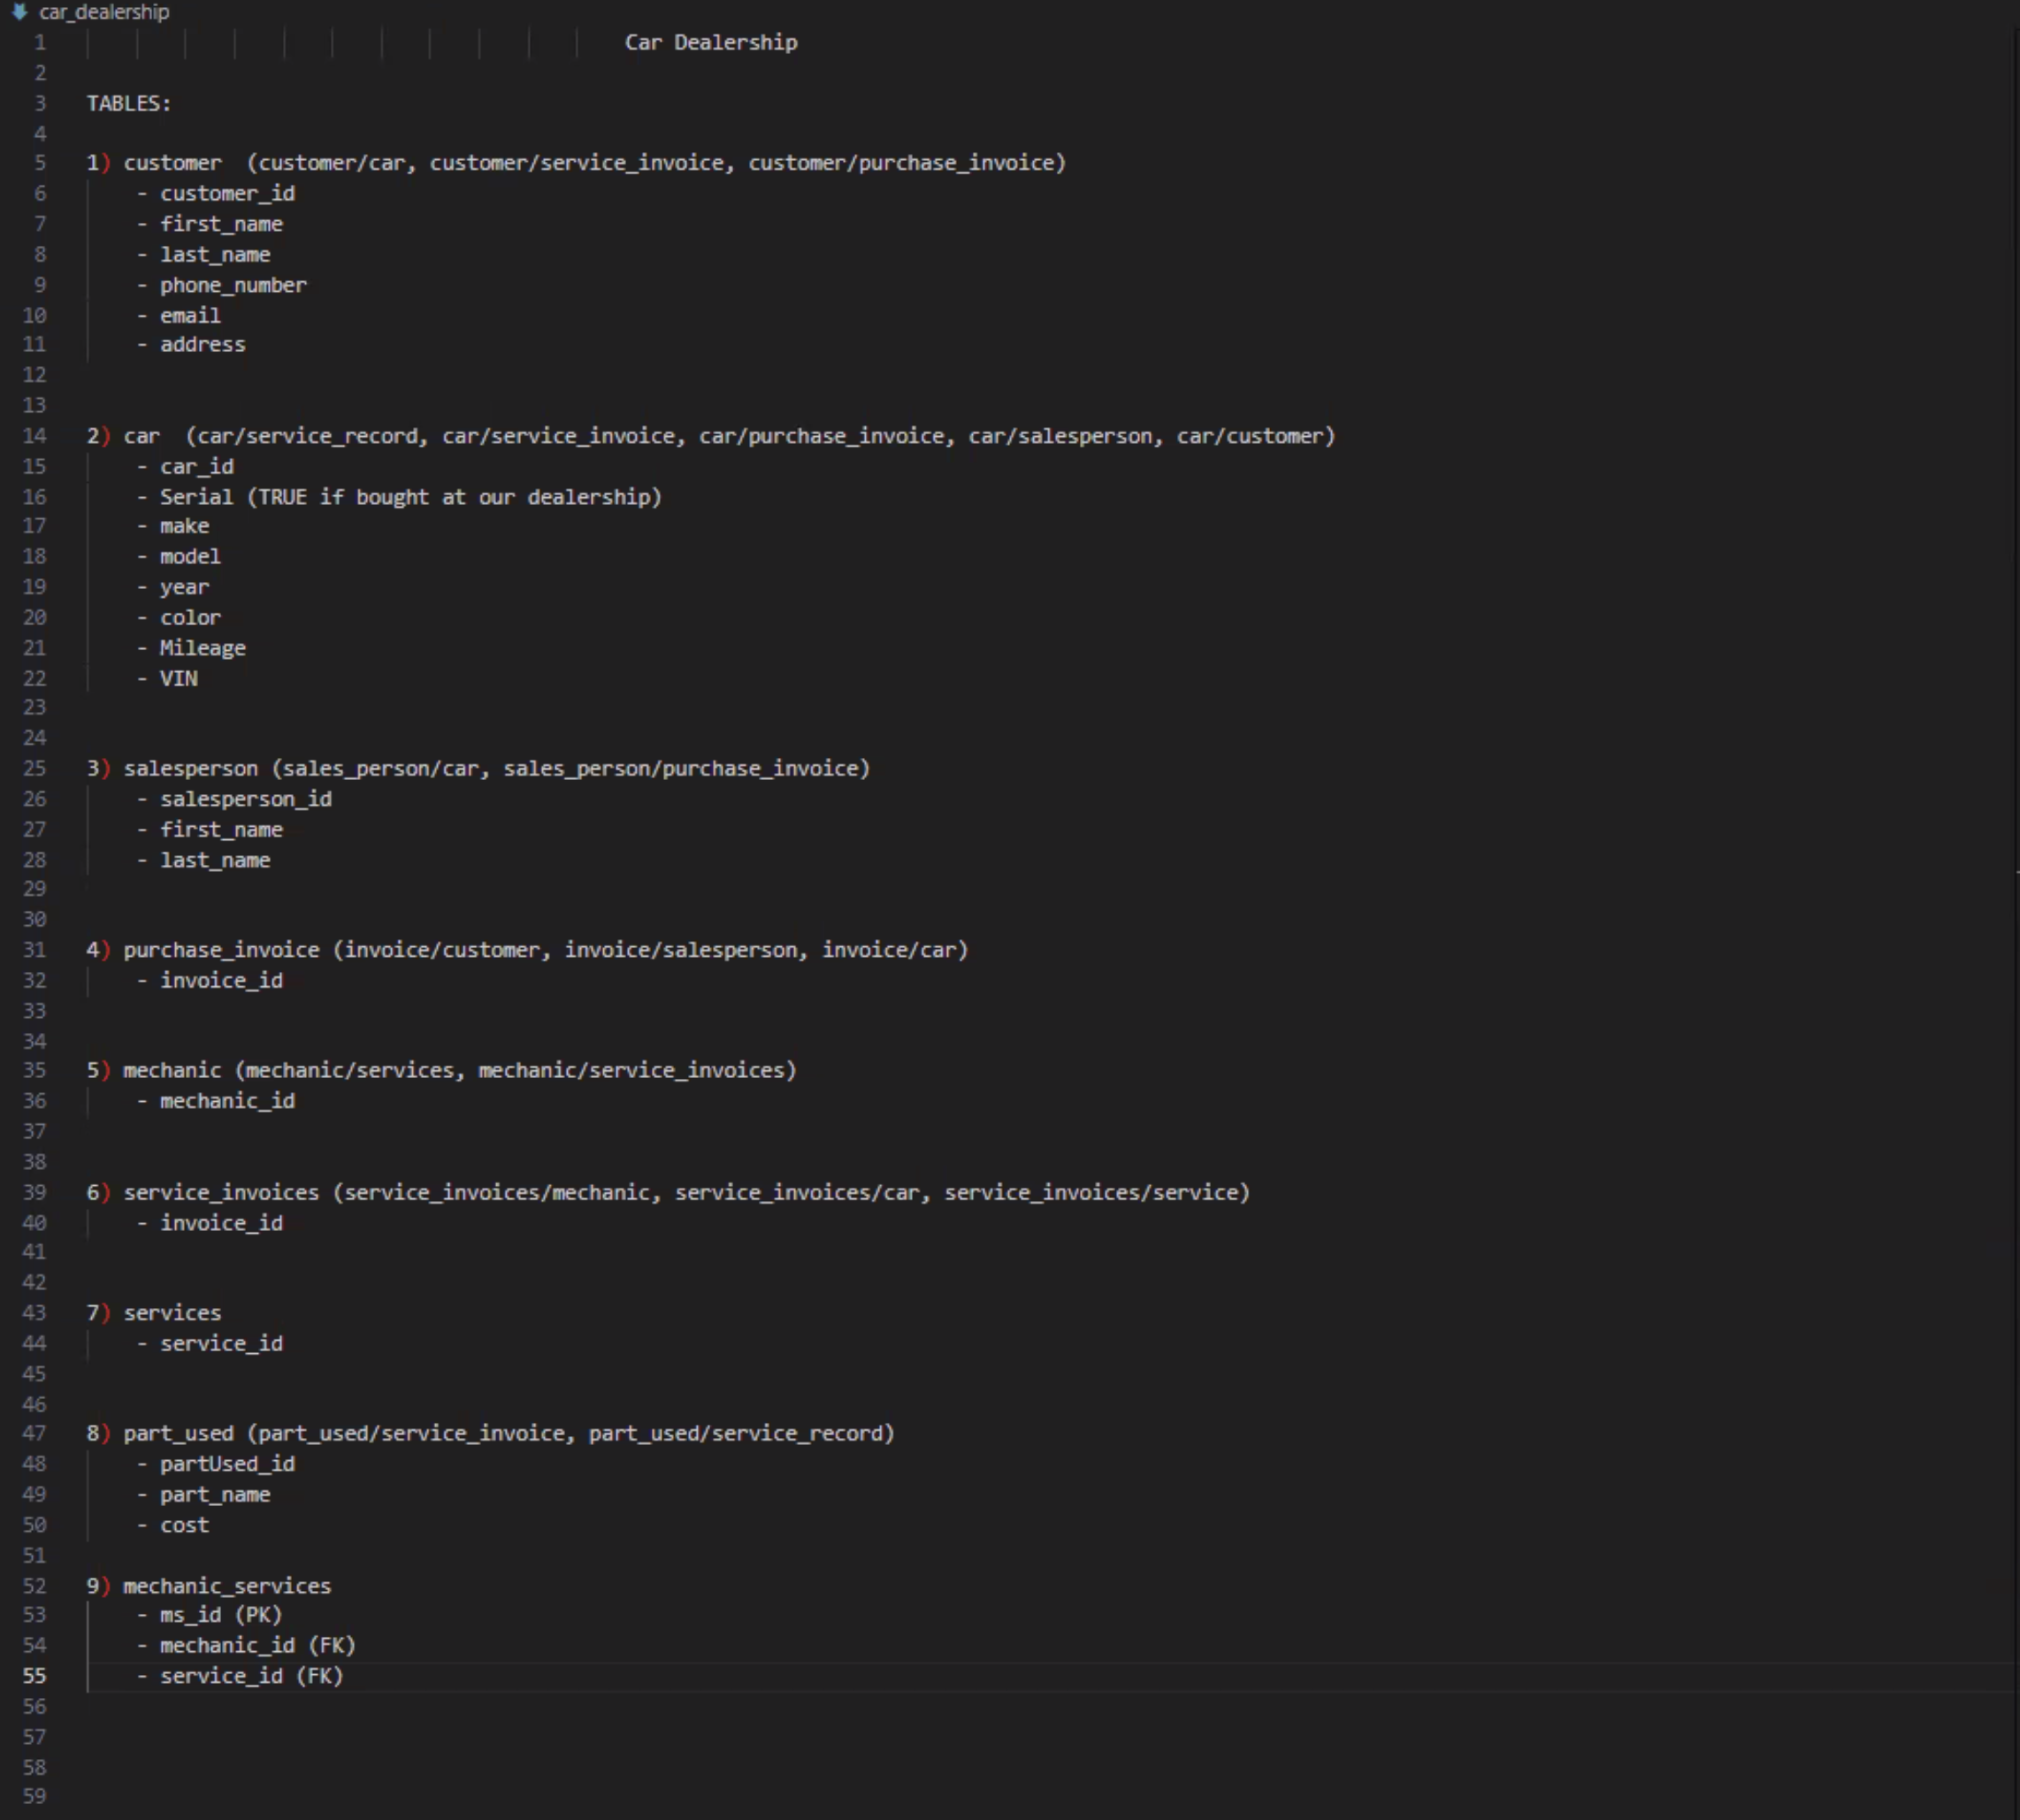 car_dealership
1 Car Dealership
2
3 TABLES:
4
5 1) customer  (customer/car, customer/service_invoice, customer/purchase_invoice)
6 - customer_id
7 - first_name
8 - last_name
9 - phone_number
10 - email
11 - address
12
13
14 2) car  (car/service_record, car/service_invoice, car/purchase_invoice, car/salesperson, car/customer)
15 - car_id
16 - Serial (TRUE if bought at our dealership)
17 - make
18 - model
19 - year
20 - color
21 - Mileage
22 - VIN
23
24
25 3) salesperson (sales_person/car, sales_person/purchase_invoice)
26 - salesperson_id
27 - first_name
28 - last_name
29
30
31 4) purchase_invoice (invoice/customer, invoice/salesperson, invoice/car)
32 - invoice_id
33
34
35 5) mechanic (mechanic/services, mechanic/service_invoices)
36 - mechanic_id
37
38
39 6) service_invoices (service_invoices/mechanic, service_invoices/car, service_invoices/service)
40 - invoice_id
41
42
43 7) services
44 - service_id
45
46
47 8) part_used (part_used/service_invoice, part_used/service_record)
48 - partUsed_id
49 - part_name
50 - cost
51
52 9) mechanic_services
53 - ms_id (PK)
54 - mechanic_id (FK)
55 - service_id (FK)
56
57
58
59